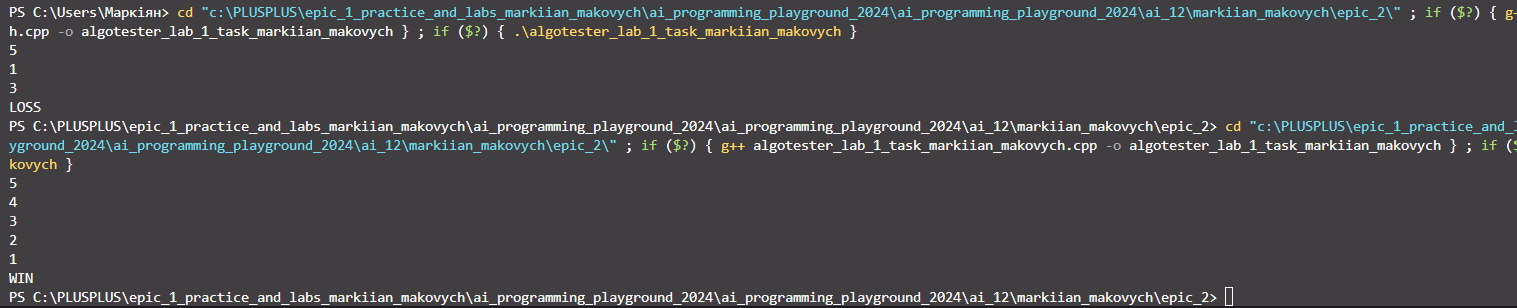 PS C:\Users\Маркіян> cd "c:\PLUSPLUS\epic_1_practice_and_labs_markiian_makovych\ai_programming_playground_2024\ai_programming_playground_2024\ai_12\markiian_makovych\epic_2\" ; if ($?) { g+
h.cpp -o algotester_lab_1_task_markiian_makovych } ; if ($?) { .\algotester_lab_1_task_markiian_makovych }
5
1
3
LOSS
PS C:\PLUSPLUS\epic_1_practice_and_labs_markiian_makovych\ai_programming_playground_2024\ai_programming_playground_2024\ai_12\markiian_makovych\epic_2> cd "c:\PLUSPLUS\epic_1_practice_and_l
yground_2024\ai_programming_playground_2024\ai_12\markiian_makovych\epic_2\" ; if ($?) { g++ algotester_lab_1_task_markiian_makovych.cpp -o algotester_lab_1_task_markiian_makovych } ; if ($
kovych }
5
4
3
2
1
WIN
PS C:\PLUSPLUS\epic_1_practice_and_labs_markiian_makovych\ai_programming_playground_2024\ai_programming_playground_2024\ai_12\markiian_makovych\epic_2>